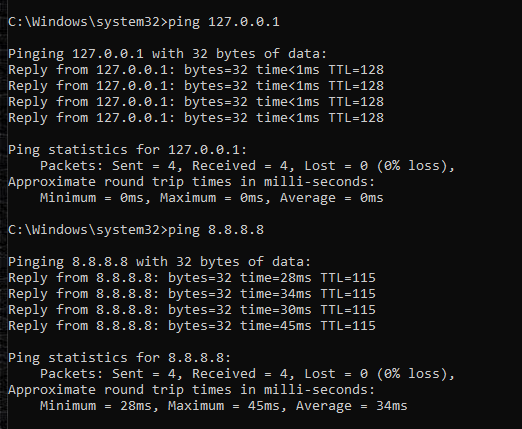 C:\Windows\system32>ping 127.0.0.1
Pinging 127.0.0.1 with 32 bytes of data:
Reply from 127.0.0.1: bytes=32 time<1ms TTL=128
Reply from 127.0.0.1: bytes=32 time<1ms TTL=128
Reply from 127.0.0.1: bytes=32 time<1ms TTL=128
Reply from 127.0.0.1: bytes=32 time<1ms TTL=128
Ping statistics for 127.0.0.1:
    Packets: Sent = 4, Received = 4, Lost = 0 (0% loss),
Approximate round trip times in milli-seconds:
    Minimum = 0ms, Maximum = 0ms, Average = 0ms
C:\Windows\system32>ping 8.8.8.8
Pinging 8.8.8.8 with 32 bytes of data:
Reply from 8.8.8.8: bytes=32 time=28ms TTL=115
Reply from 8.8.8.8: bytes=32 time=34ms TTL=115
Reply from 8.8.8.8: bytes=32 time=30ms TTL=115
Reply from 8.8.8.8: bytes=32 time=45ms TTL=115
Ping statistics for 8.8.8.8:
    Packets: Sent = 4, Received = 4, Lost = 0 (0% loss),
Approximate round trip times in milli-seconds:
    Minimum = 28ms, Maximum = 45ms, Average = 34ms